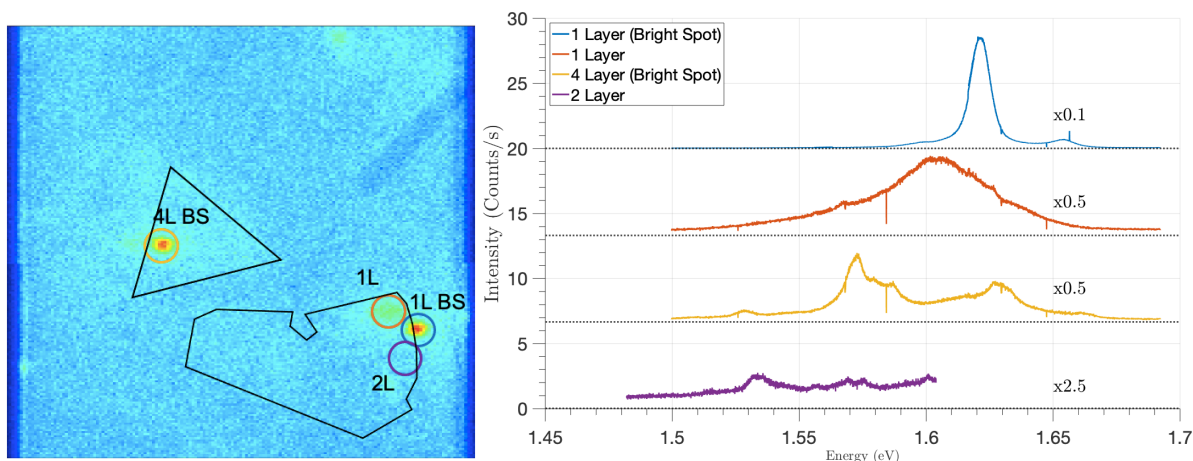 4L BS
1L
1L BS
2L
1 Layer (Bright Spot)
1 Layer
4 Layer (Bright Spot)
2 Layer
Intensity (Counts/s)
30
25
20
15
10
5
0
x0.1
x0.5
x0.5
x2.5
1.45
1.5
1.55
1.6
1.65
1.7
Energy (eV)